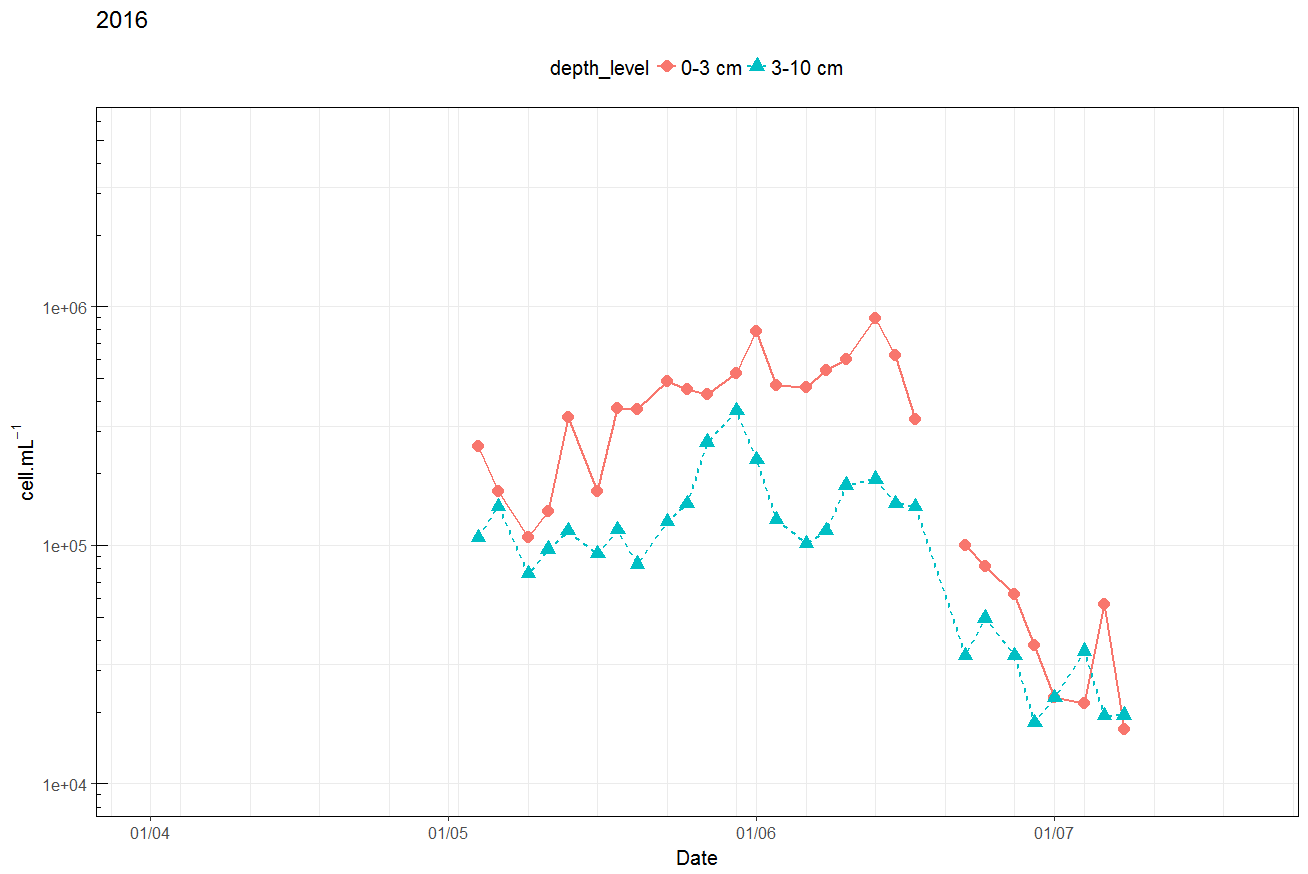 2016
depth_level 0-3 cm 3-10 cm
1e+06
1e+05
1e+04
cell.mL⁻¹
01/04 01/05 01/06 01/07
Date